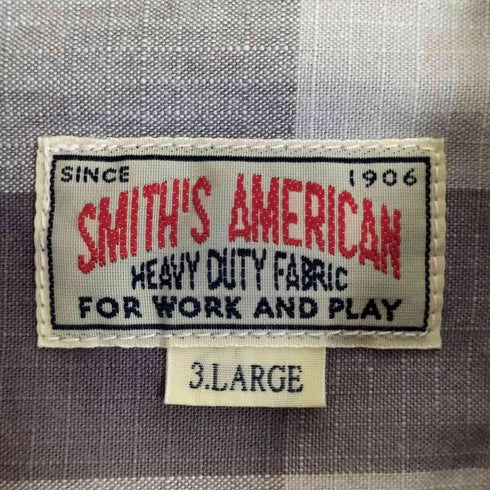 SINCE 1906
SMITH'S AMERICAN
HEAVY DUTY FABRIC
FOR WORK AND PLAY
3.LARGE